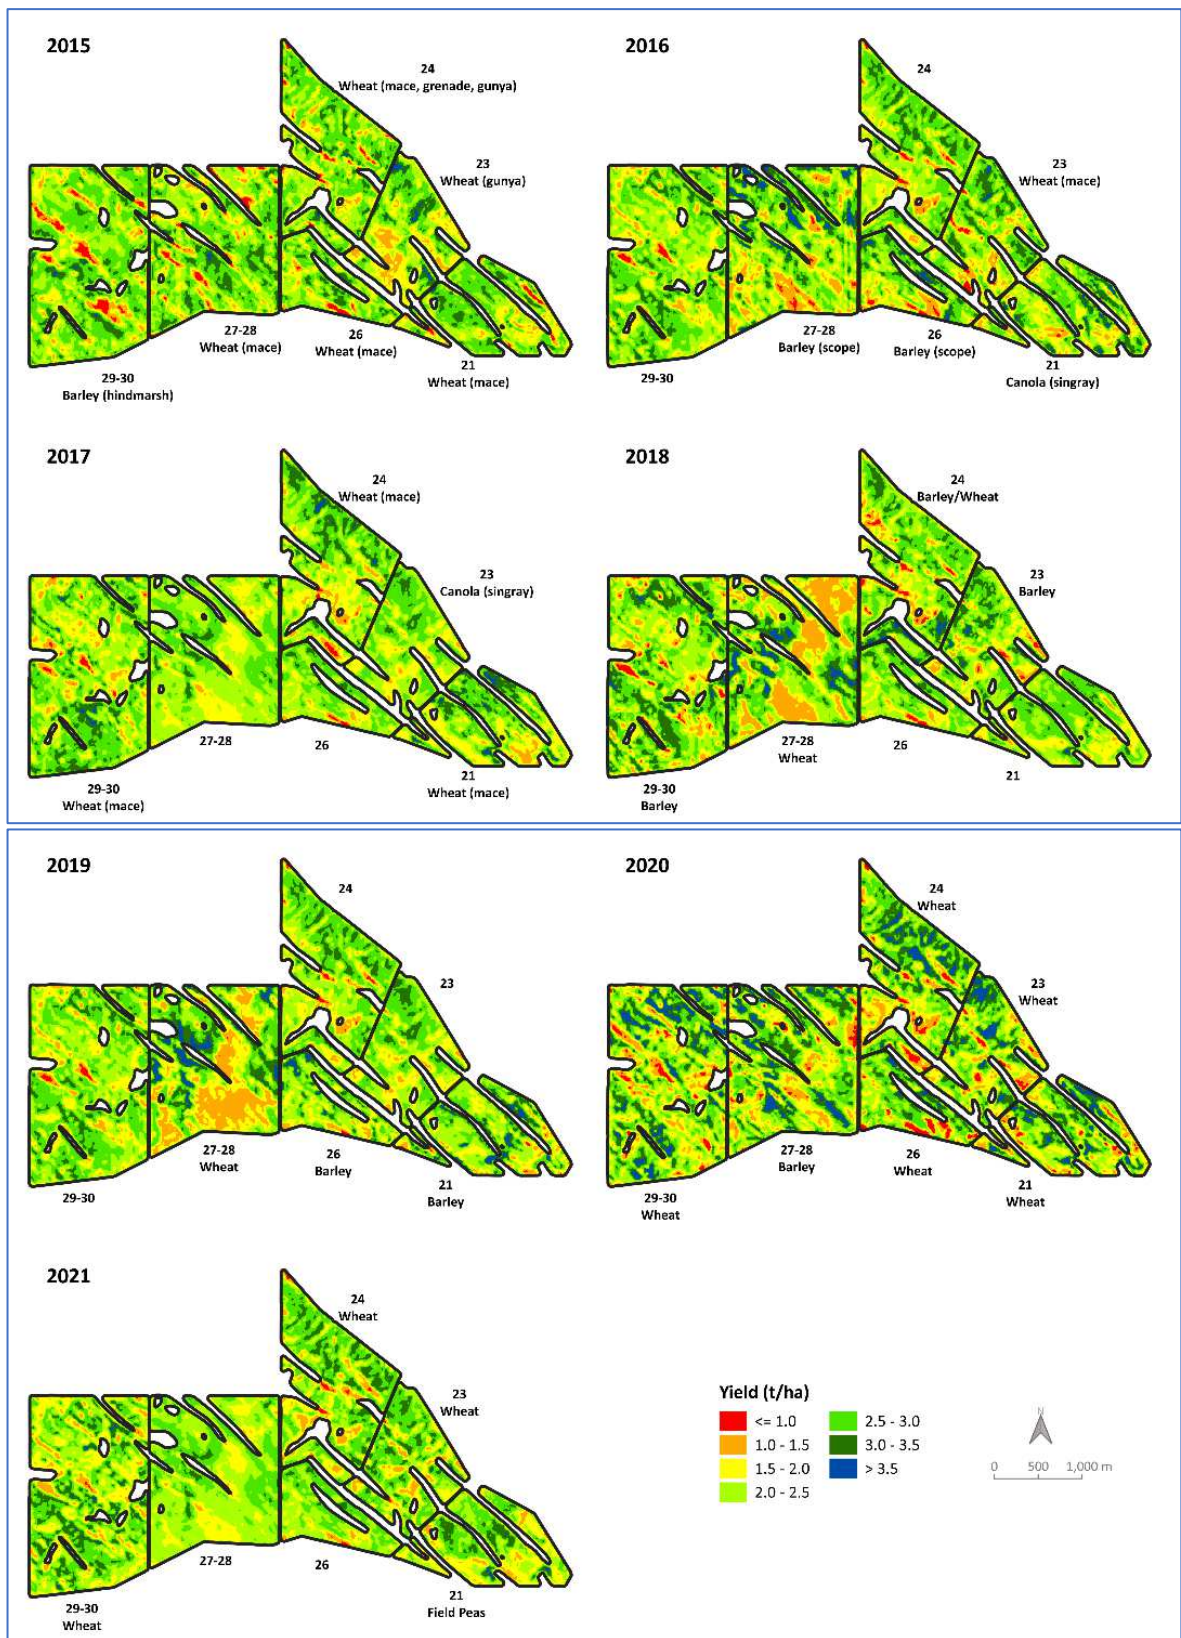 2015
24
Wheat (mace, grenade, gunya)
23
Wheat (gunya)
27-28
Wheat (mace)
26
Wheat (mace)
21
Wheat (mace)
29-30
Barley (hindmarsh)
2016
24
23
Wheat (mace)
27-28
Barley (scope)
26
Barley (scope)
21
Canola (singray)
29-30
2017
24
Wheat (mace)
23
Canola (singray)
27-28
26
21
Wheat (mace)
29-30
Wheat (mace)
2018
24
Barley/Wheat
23
Barley
27-28
Wheat
26
21
29-30
Barley
2019
24
23
27-28
Wheat
26
Barley
21
Barley
29-30
2020
24
Wheat
23
Wheat
27-28
Barley
26
Wheat
21
Wheat
29-30
Wheat
2021
24
Wheat
23
Wheat
27-28
26
21
Field Peas
29-30
Wheat
Yield (t/ha)
<= 1.0
1.0 - 1.5
1.5 - 2.0
2.0 - 2.5
2.5 - 3.0
3.0 - 3.5
> 3.5
N
0 500 1,000 m